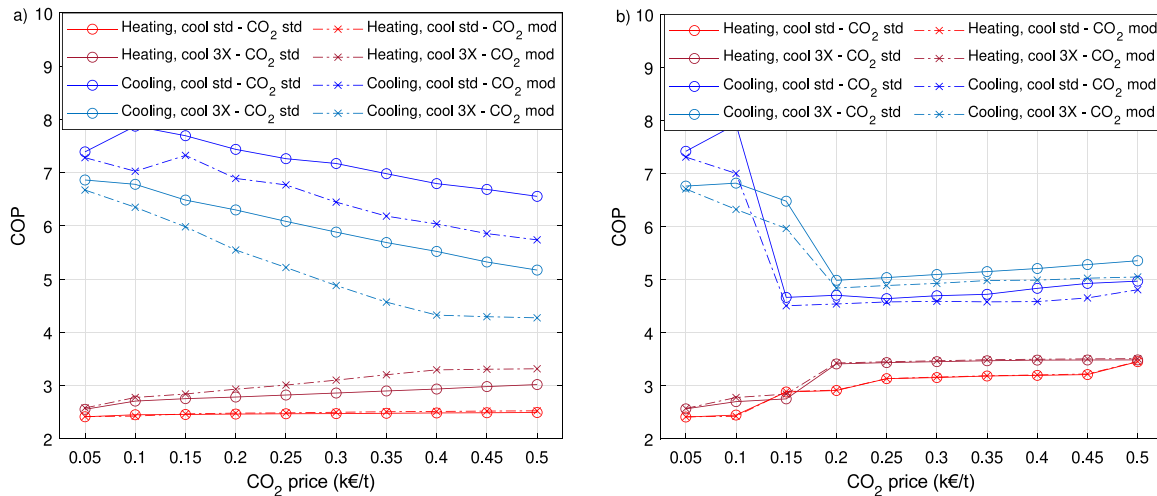 a)
Heating, cool std - CO2 std
Heating, cool std - CO2 mod
Heating, cool 3X - CO2 std
Heating, cool 3X - CO2 mod
Cooling, cool std - CO2 std
Cooling, cool std - CO2 mod
Cooling, cool 3X - CO2 std
Cooling, cool 3X - CO2 mod
10
9
8
7
6
5
4
3
2
COP
0.05 0.1 0.15 0.2 0.25 0.3 0.35 0.4 0.45 0.5
CO2 price (k€/t)
b)
Heating, cool std - CO2 std
Heating, cool std - CO2 mod
Heating, cool 3X - CO2 std
Heating, cool 3X - CO2 mod
Cooling, cool std - CO2 std
Cooling, cool std - CO2 mod
Cooling, cool 3X - CO2 std
Cooling, cool 3X - CO2 mod
10
9
8
7
6
5
4
3
2
COP
0.05 0.1 0.15 0.2 0.25 0.3 0.35 0.4 0.45 0.5
CO2 price (k€/t)